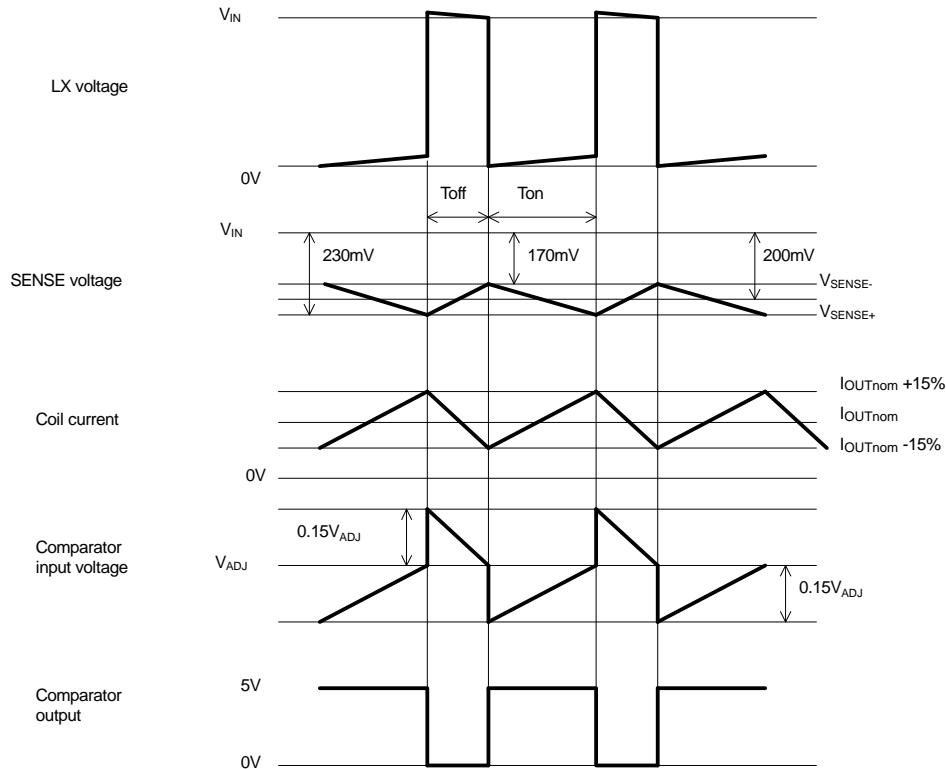 VIN
LX voltage
0V
Toff
Ton
VIN
230mV
170mV
200mV
SENSE voltage
VSENSE-
VSENSE+
IOUTnom +15%
Coil current
IOUTnom
IOUTnom -15%
0V
0.15VADJ
Comparator
input voltage
VADJ
0.15VADJ
Comparator
output
5V
0V